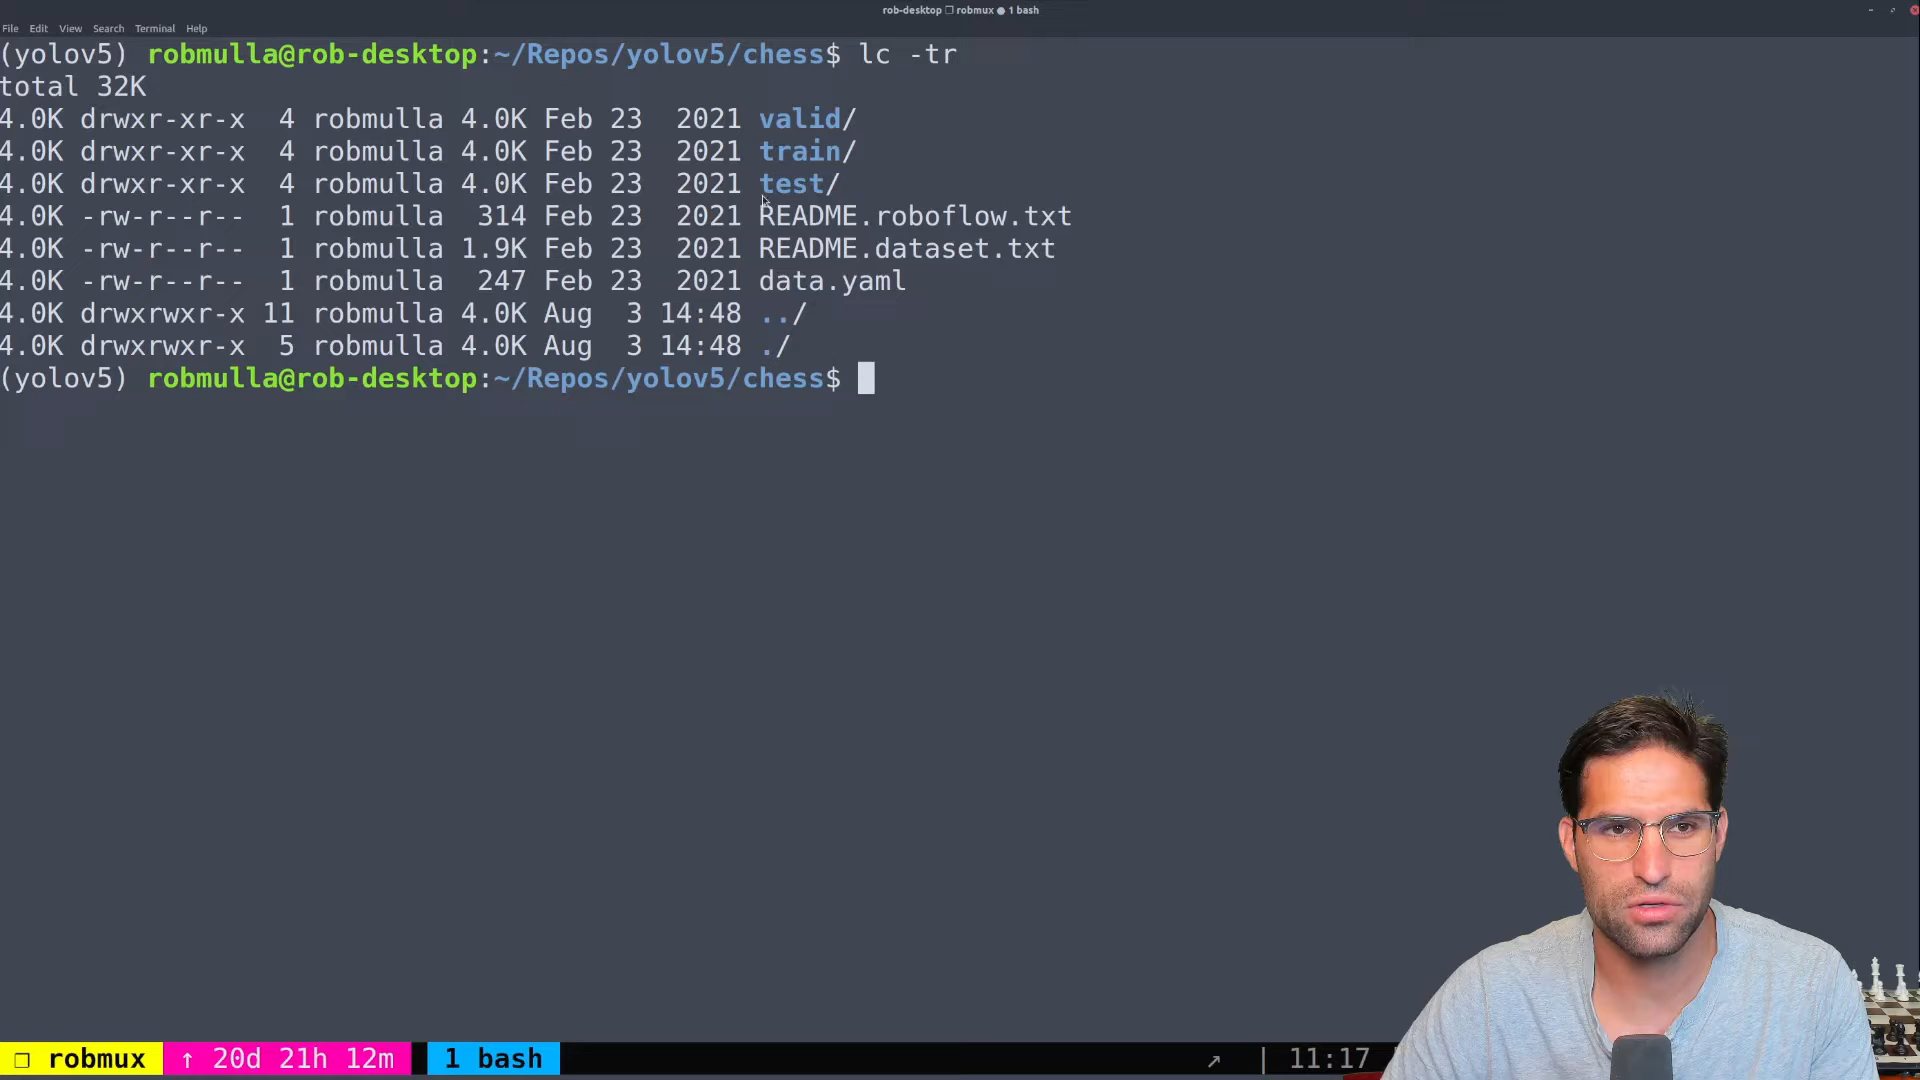 rob-desktop ❐ robmux ● 1 bash
File Edit View Search Terminal Help
(yolov5) robmulla@rob-desktop:~/Repos/yolov5/chess$ lc -tr
total 32K
4.0K drwxr-xr-x  4 robmulla 4.0K Feb 23  2021 valid/
4.0K drwxr-xr-x  4 robmulla 4.0K Feb 23  2021 train/
4.0K drwxr-xr-x  4 robmulla 4.0K Feb 23  2021 test/
4.0K -rw-r--r--  1 robmulla  314 Feb 23  2021 README.roboflow.txt
4.0K -rw-r--r--  1 robmulla 1.9K Feb 23  2021 README.dataset.txt
4.0K -rw-r--r--  1 robmulla  247 Feb 23  2021 data.yaml
4.0K drwxrwxr-x 11 robmulla 4.0K Aug  3 14:48 ../
4.0K drwxrwxr-x  5 robmulla 4.0K Aug  3 14:48 ./
(yolov5) robmulla@rob-desktop:~/Repos/yolov5/chess$
❐ robmux ↑ 20d 21h 12m 1 bash ↗ | 11:17